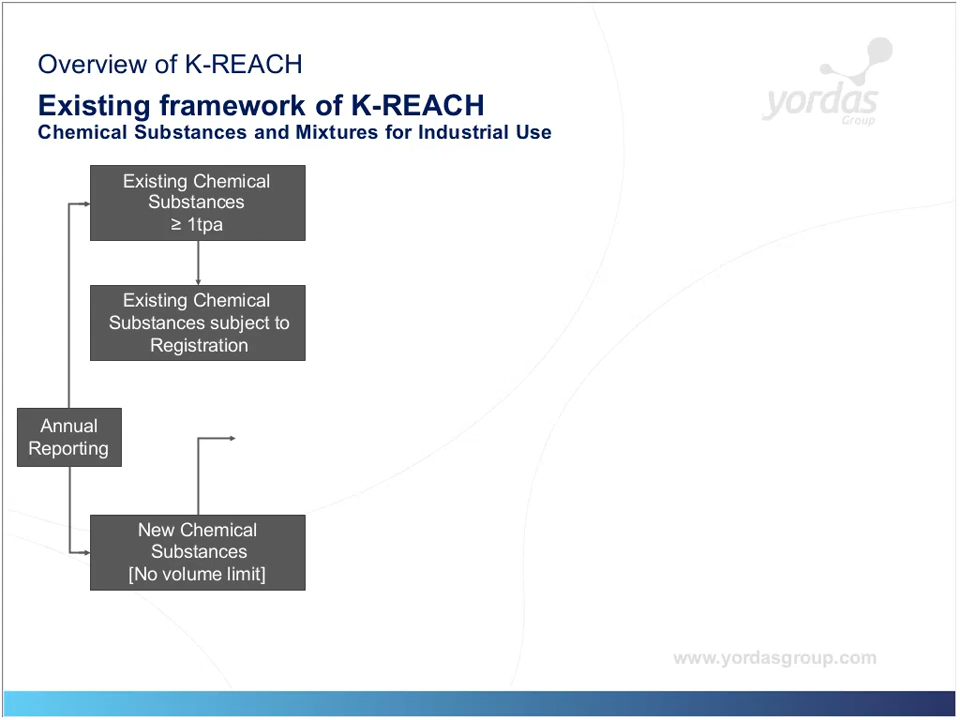 Overview of K-REACH
Existing framework of K-REACH
Chemical Substances and Mixtures for Industrial Use
yordas
Group
Existing Chemical
Substances
≥ 1tpa
Existing Chemical
Substances subject to
Registration
Annual
Reporting
New Chemical
Substances
[No volume limit]
www.yordasgroup.com